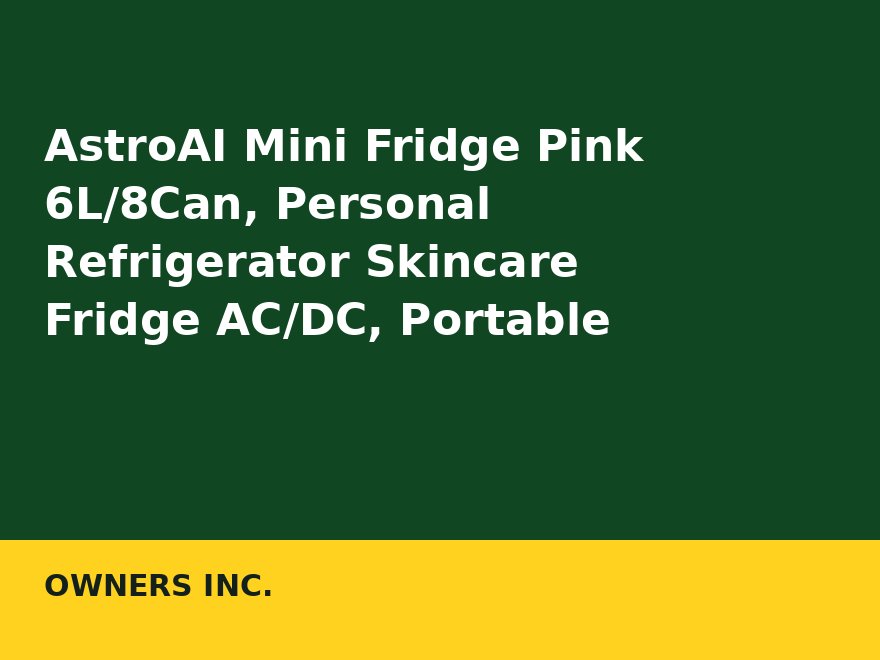 AstroAI Mini Fridge Pink
6L/8Can, Personal
Refrigerator Skincare
Fridge AC/DC, Portable
OWNERS INC.